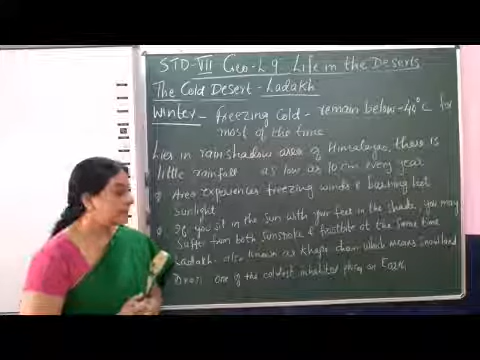 STD-VII Geo-L 9 Life in the Deserts
The Cold Desert - Ladakh
Winter - freezing cold - remain below -40°C for
most of the time
Lies in rainshadow area of Himalayas, there is
little rainfall as low as 10 cm every year
Area experiences freezing winds & burning hot
sunlight
If you sit in the sun with your feet in the shade, you may
suffer from both sunstroke & frostbite at the same time
Ladakh - also known as Khapa chan which means snowland
one of the coldest inhabited place on Earth